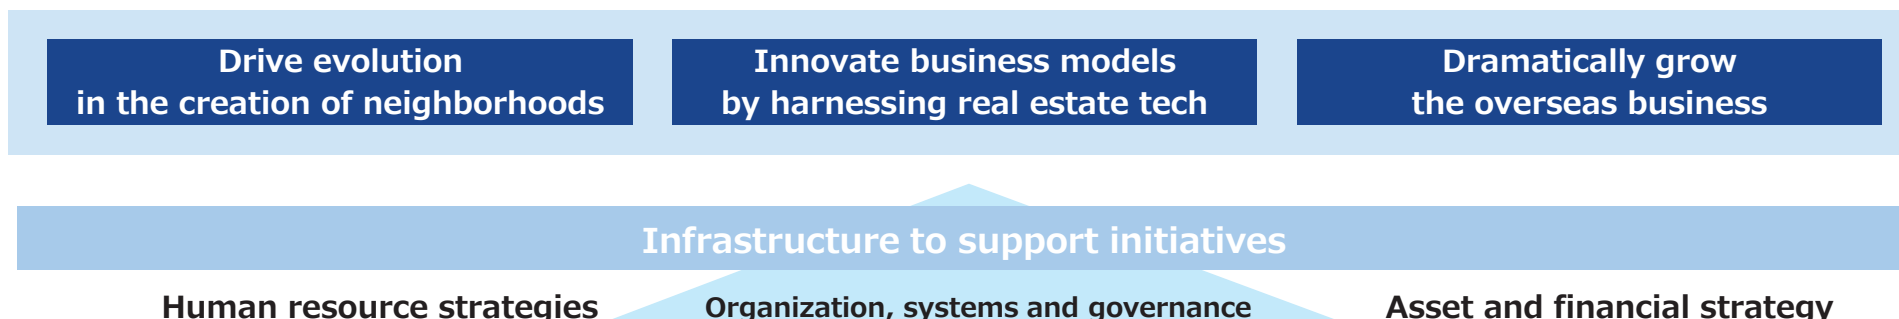 Drive evolution
in the creation of neighborhoods
Innovate business models
by harnessing real estate tech
Dramatically grow
the overseas business
Infrastructure to support initiatives
Human resource strategies
Organization, systems and governance
Asset and financial strategy